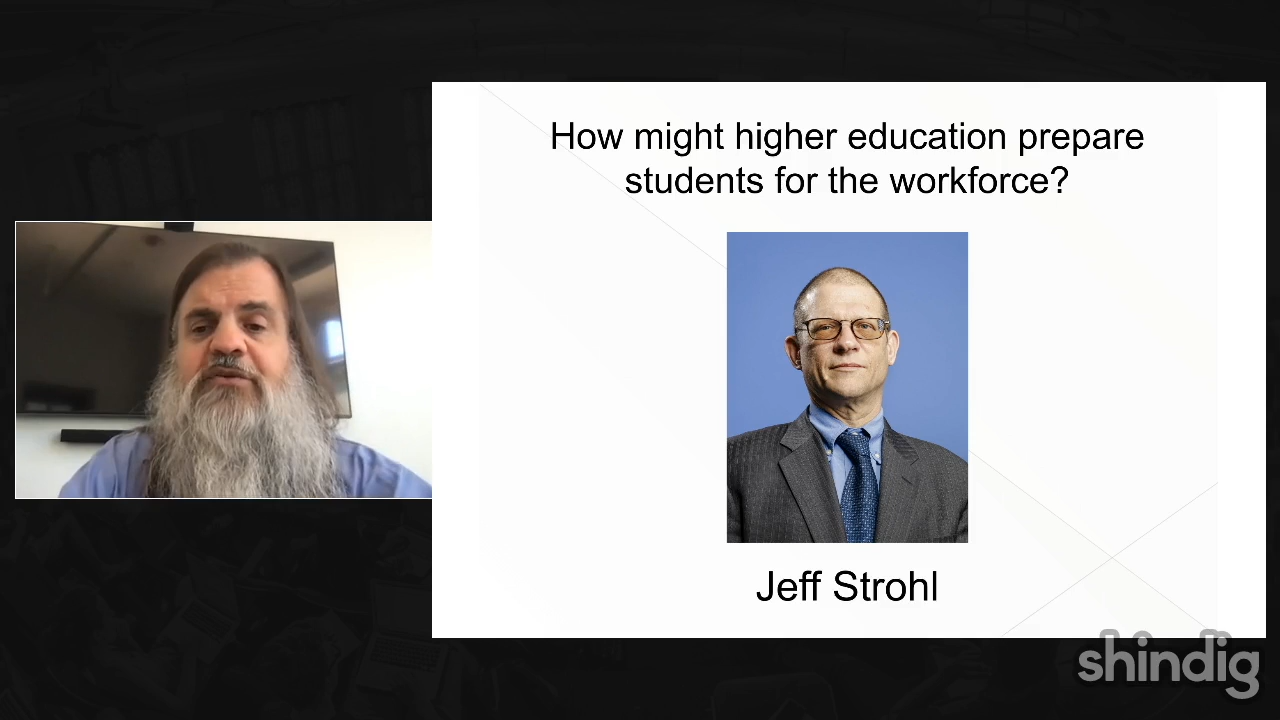 How might higher education prepare
students for the workforce?
Jeff Strohl
shindig